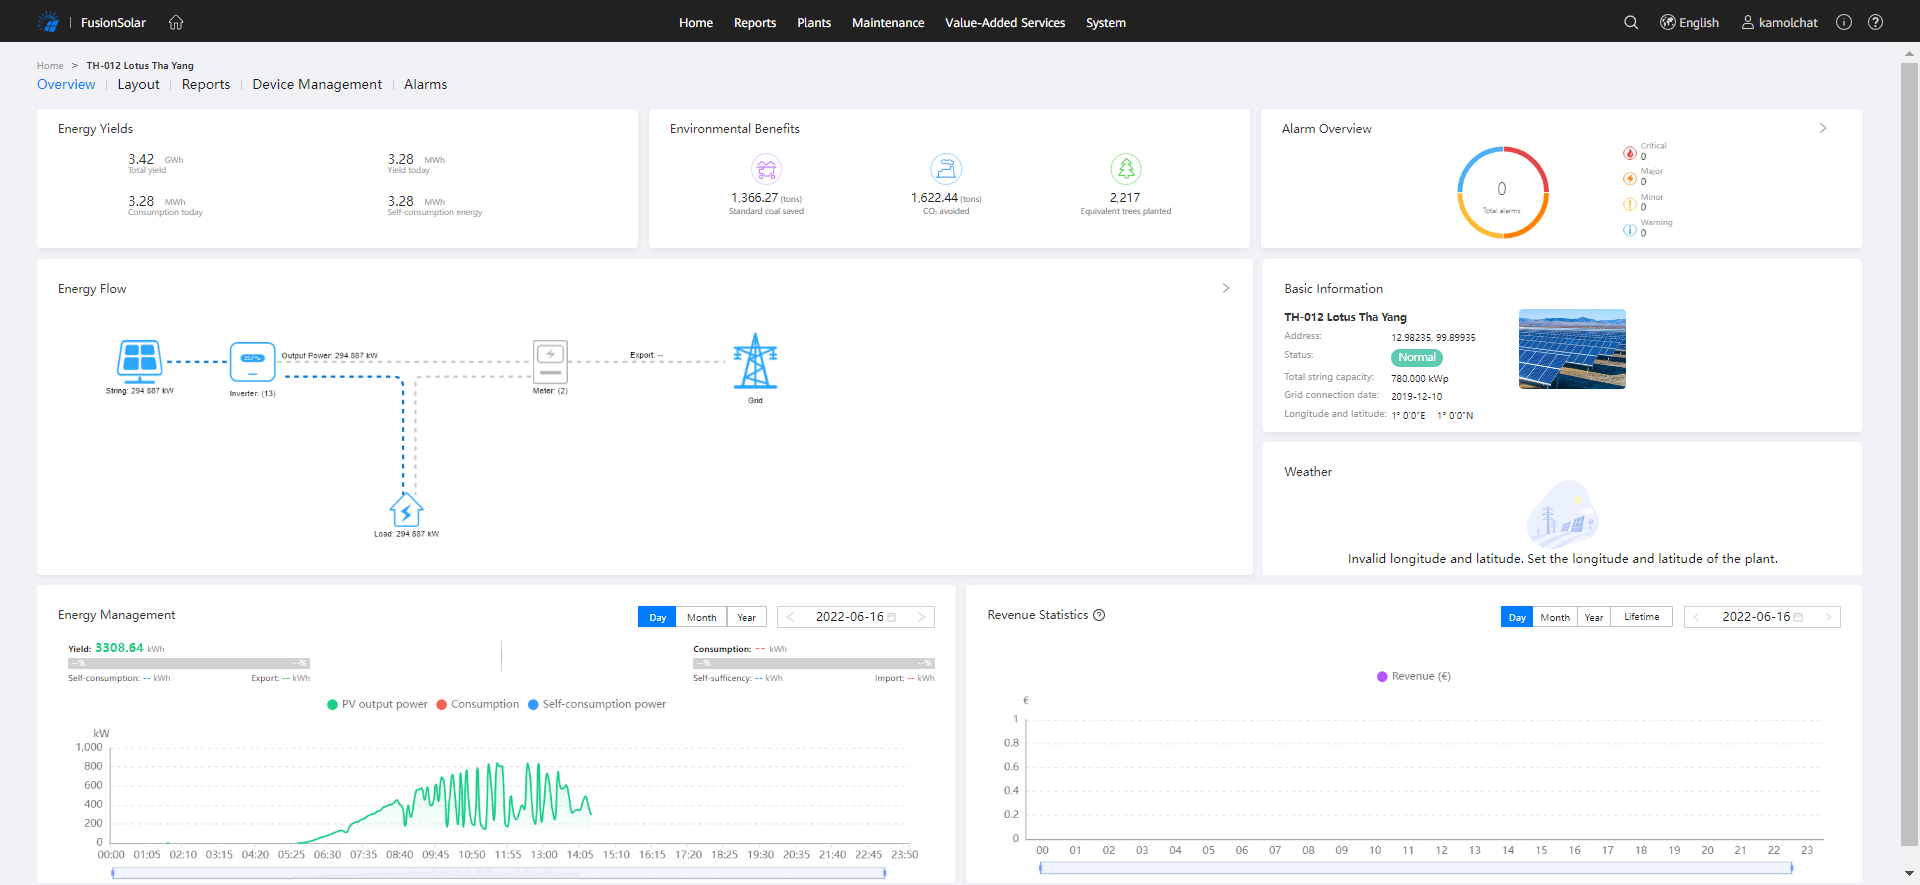 FusionSolar
Home Reports Plants Maintenance Value-Added Services System
English kamolchat
Home > TH-012 Lotus Tha Yang
Overview | Layout | Reports | Device Management | Alarms
Energy Yields
3.42 GWh
Total yield
3.28 MWh
Yield today
3.28 MWh
Consumption today
3.28 MWh
Self-consumption energy
Environmental Benefits
1,366.27 (tons)
Standard coal saved
1,622.44 (tons)
CO₂ avoided
2,217
Equivalent trees planted
Alarm Overview
0
Total alarms
Critical
0
Major
0
Minor
0
Warning
0
Energy Flow
String: 294.887 kW
Inverter: (13)
Output Power: 294.887 kW
Meter: (2)
Export: --
Grid
Load: 294.887 kW
Basic Information
TH-012 Lotus Tha Yang
Address: 12.98235, 99.89935
Status: Normal
Total string capacity: 780.000 kWp
Grid connection date: 2019-12-10
Longitude and latitude: 1° 0'0"E 1° 0'0"N
Weather
Invalid longitude and latitude. Set the longitude and latitude of the plant.
Energy Management
Day Month Year
< 2022-06-16 >
Yield: 3308.64 kWh
--% --%
Self-consumption: -- kWh Export: -- kWh
Consumption: -- kWh
--% --%
Self-sufficency: -- kWh Import: -- kWh
PV output power Consumption Self-consumption power
kW
1,000
800
600
400
200
0
00:00 01:05 02:10 03:15 04:20 05:25 06:30 07:35 08:40 09:45 10:50 11:55 13:00 14:05 15:10 16:15 17:20 18:25 19:30 20:35 21:40 22:45 23:50
Revenue Statistics
Day Month Year Lifetime
< 2022-06-16 >
Revenue (€)
€
1
0.8
0.6
0.4
0.2
0
00 01 02 03 04 05 06 07 08 09 10 11 12 13 14 15 16 17 18 19 20 21 22 23